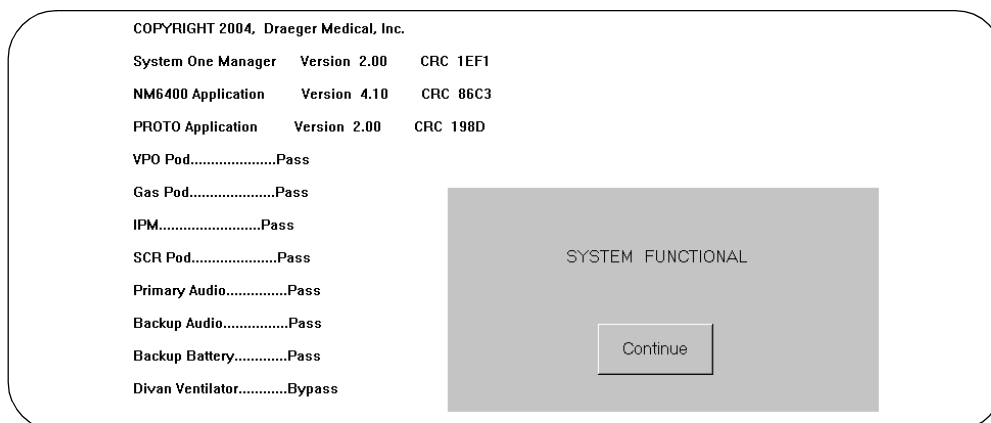 COPYRIGHT 2004, Draeger Medical, Inc.
System One Manager Version 2.00 CRC 1EF1
NM6400 Application Version 4.10 CRC 86C3
PROTO Application Version 2.00 CRC 198D
VPO Pod.....................Pass
Gas Pod.....................Pass
IPM.........................Pass
SCR Pod.....................Pass
Primary Audio...............Pass
Backup Audio................Pass
Backup Battery.............Pass
Divan Ventilator............Bypass
SYSTEM FUNCTIONAL
Continue